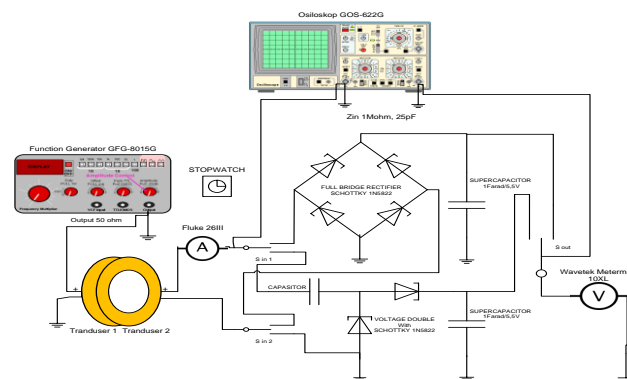 Osiloskop GOS-622G
Zin 1Mohm, 25pF
Function Generator GFG-8015G
STOPWATCH
Output 50 ohm
Fluke 26III
A
S in 1
FULL BRIDGE RECTIFIER
SCHOTTKY 1N5822
SUPERCAPACITOR
1Farad/5,5V
S out
Wavetek Meterm
10XL
V
CAPASITOR
+
+
Tranduser 1 Tranduser 2
S in 2
VOLTAGE DOUBLE
With
SCHOTTKY 1N5822
SUPERCAPACITOR
1Farad/5,5V